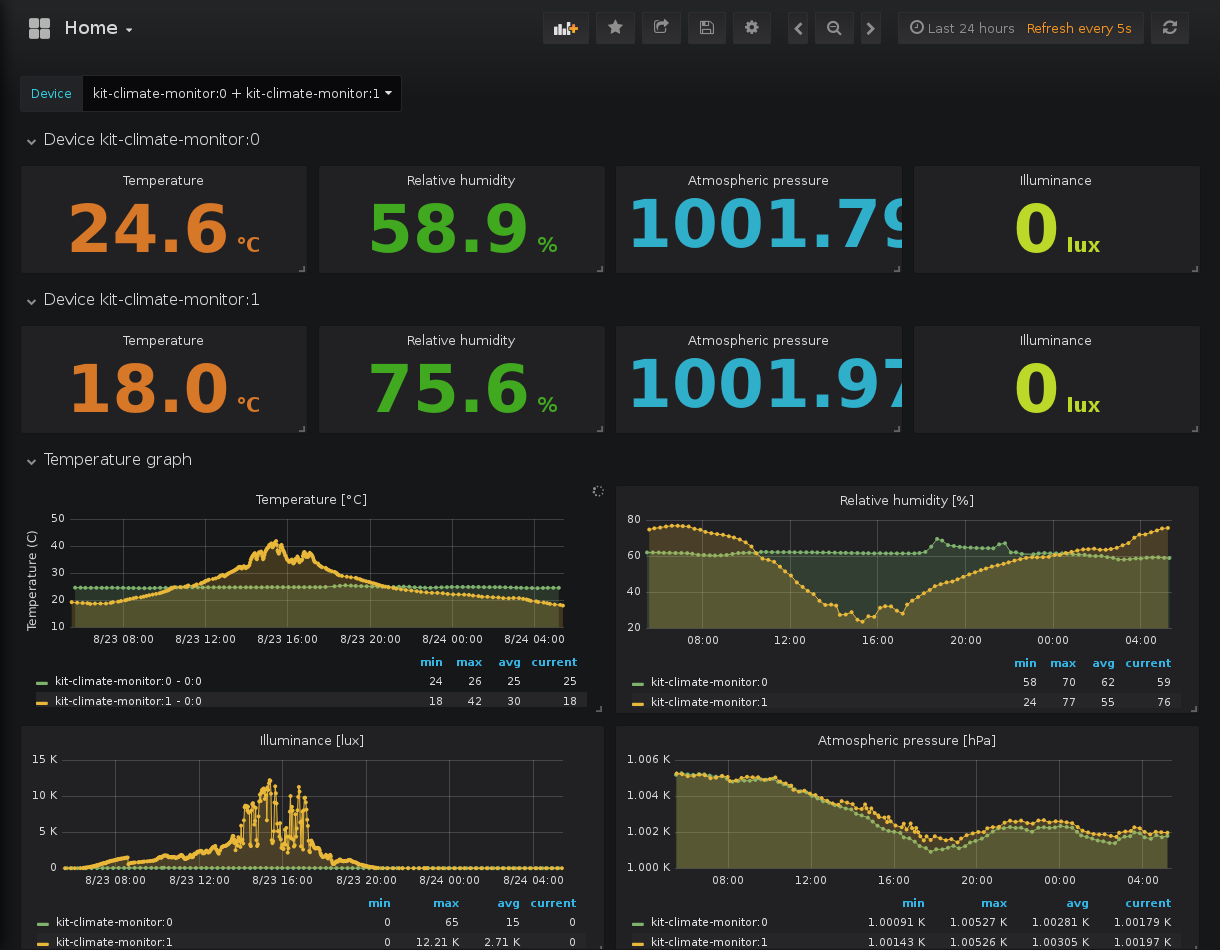 Home
Last 24 hours Refresh every 5s
Device kit-climate-monitor:0 + kit-climate-monitor:1
Device kit-climate-monitor:0
Temperature Relative humidity Atmospheric pressure Illuminance
24.6 °C 58.9 % 1001.79 0 lux
Device kit-climate-monitor:1
Temperature Relative humidity Atmospheric pressure Illuminance
18.0 °C 75.6 % 1001.97 0 lux
Temperature graph
Temperature [°C]
Temperature (C)
50
40
30
20
10
8/23 08:00 8/23 12:00 8/23 16:00 8/23 20:00 8/24 00:00 8/24 04:00
min max avg current
kit-climate-monitor:0 - 0:0 24 26 25 25
kit-climate-monitor:1 - 0:0 18 42 30 18
Relative humidity [%]
80
60
40
20
08:00 12:00 16:00 20:00 00:00 04:00
min max avg current
kit-climate-monitor:0 58 70 62 59
kit-climate-monitor:1 24 77 55 76
Illuminance [lux]
15 K
10 K
5 K
0
8/23 08:00 8/23 12:00 8/23 16:00 8/23 20:00 8/24 00:00 8/24 04:00
min max avg current
kit-climate-monitor:0 0 65 15 0
kit-climate-monitor:1 0 12.21 K 2.71 K 0
Atmospheric pressure [hPa]
1.006 K
1.004 K
1.002 K
1.000 K
08:00 12:00 16:00 20:00 00:00 04:00
min max avg current
kit-climate-monitor:0 1.00091 K 1.00527 K 1.00281 K 1.00179 K
kit-climate-monitor:1 1.00143 K 1.00526 K 1.00305 K 1.00197 K